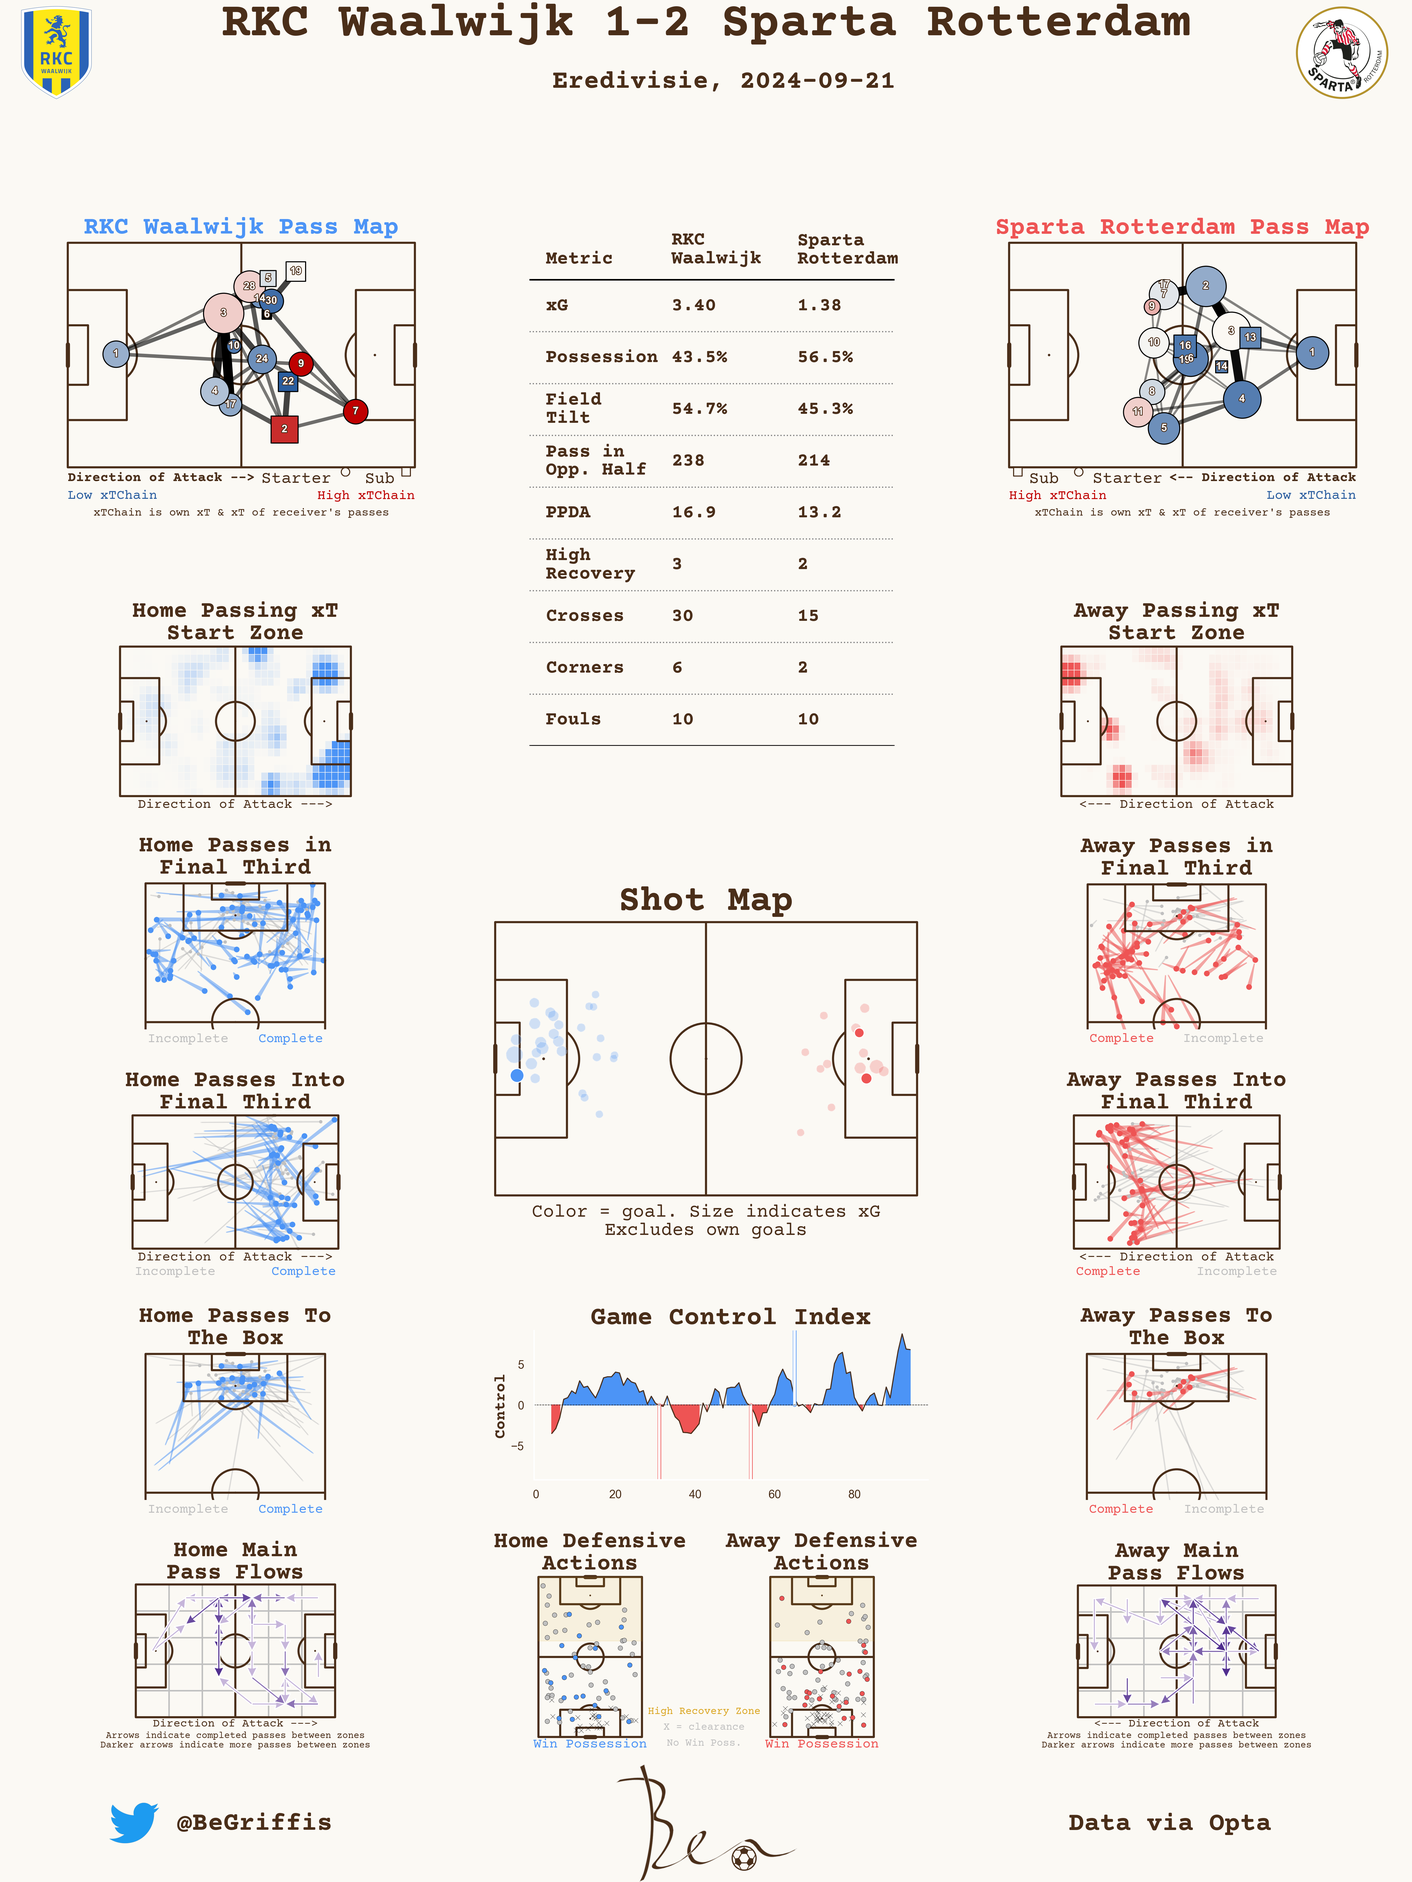 RKC Waalwijk 1-2 Sparta Rotterdam
Eredivisie, 2024-09-21
RKC
WAALWIJK
SPARTA
ROTTERDAM
RKC Waalwijk Pass Map
19
5
28
14
30
6
3
10
1
24
9
22
4
17
7
2
Direction of Attack --> Starter Sub
Low xTChain High xTChain
xTChain is own xT & xT of receiver's passes
Metric RKC Waalwijk Sparta Rotterdam
xG 3.40 1.38
Possession 43.5% 56.5%
Field Tilt 54.7% 45.3%
Pass in Opp. Half 238 214
PPDA 16.9 13.2
High Recovery 3 2
Crosses 30 15
Corners 6 2
Fouls 10 10
Sparta Rotterdam Pass Map
17
7
2
9
3
10
16
13
1
19
6
14
8
4
11
5
Sub Starter <-- Direction of Attack
High xTChain Low xTChain
xTChain is own xT & xT of receiver's passes
Home Passing xT
Start Zone
Direction of Attack --->
Away Passing xT
Start Zone
<--- Direction of Attack
Home Passes in
Final Third
Incomplete Complete
Away Passes in
Final Third
Complete Incomplete
Shot Map
Color = goal. Size indicates xG
Excludes own goals
Home Passes Into
Final Third
Direction of Attack --->
Incomplete Complete
Away Passes Into
Final Third
<--- Direction of Attack
Complete Incomplete
Home Passes To
The Box
Incomplete Complete
Game Control Index
Control
5
0
−5
0 20 40 60 80
Away Passes To
The Box
Complete Incomplete
Home Main
Pass Flows
Direction of Attack --->
Arrows indicate completed passes between zones
Darker arrows indicate more passes between zones
Home Defensive
Actions
Win Possession
High Recovery Zone
X = clearance
No Win Poss.
Away Defensive
Actions
Win Possession
Away Main
Pass Flows
<--- Direction of Attack
Arrows indicate completed passes between zones
Darker arrows indicate more passes between zones
@BeGriffis
Ben
Data via Opta